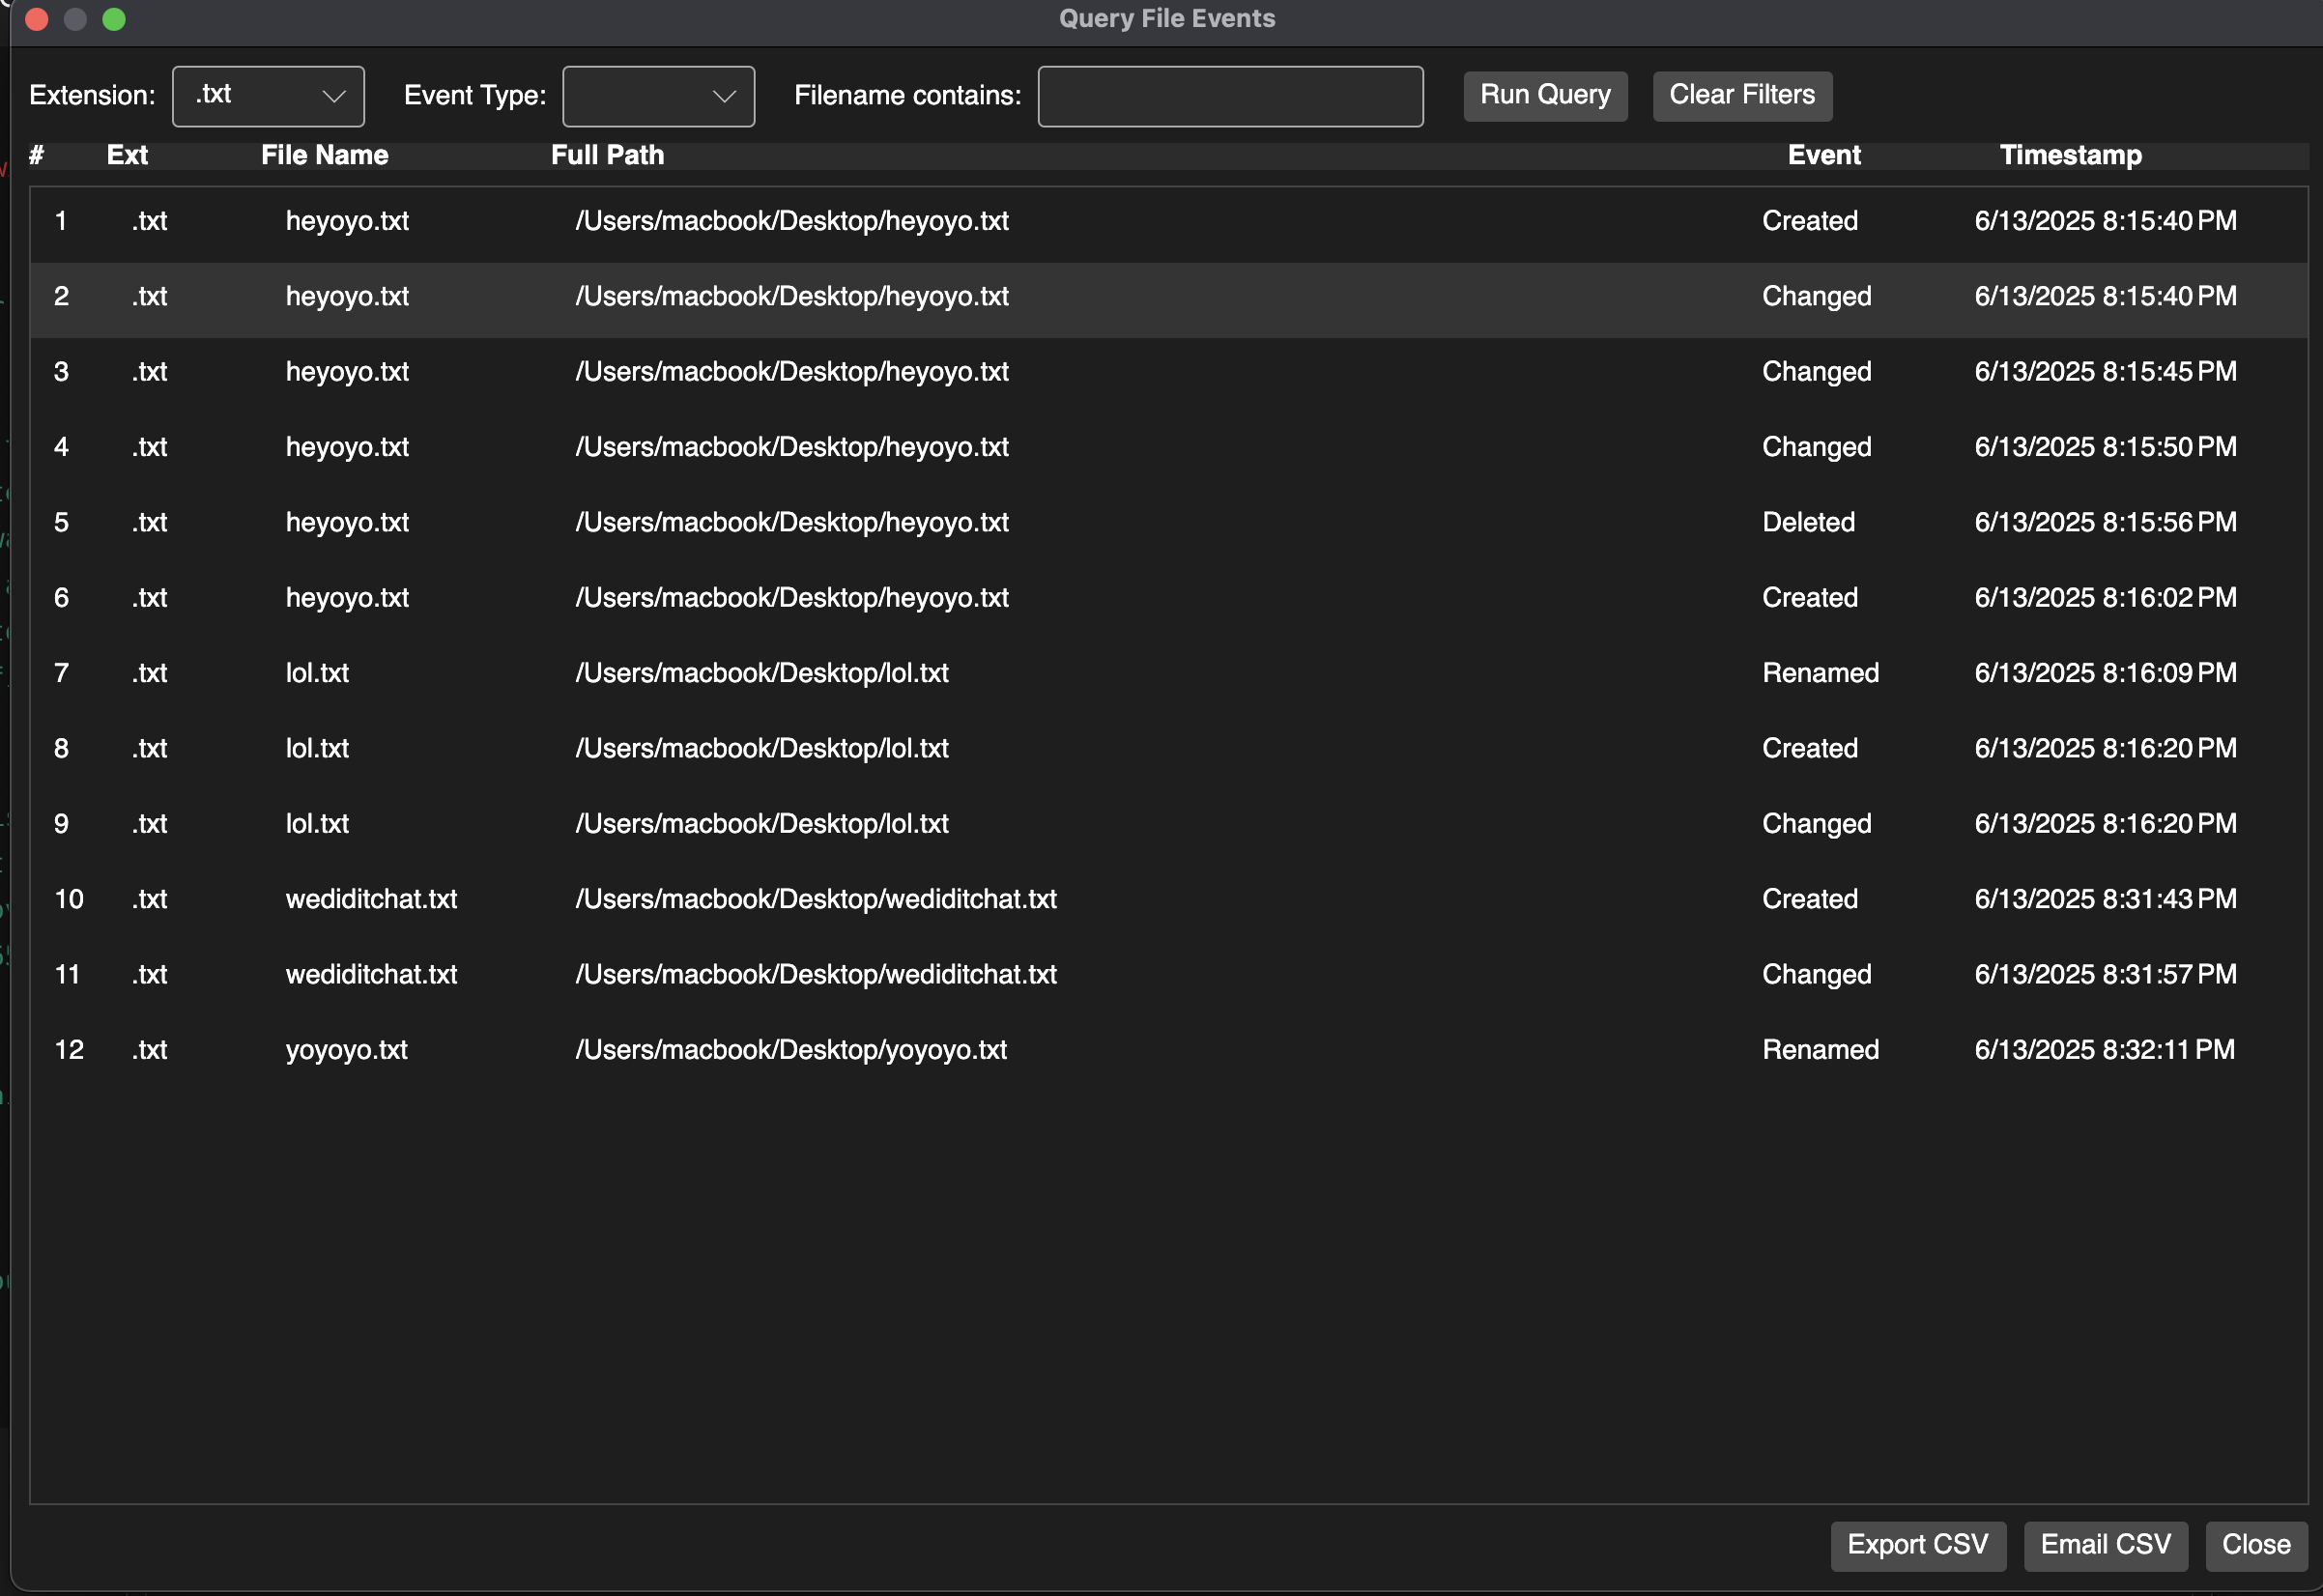 Query File Events
Extension: .txt Event Type: Filename contains: Run Query Clear Filters
# Ext File Name Full Path Event Timestamp
1 .txt heyoyo.txt /Users/macbook/Desktop/heyoyo.txt Created 6/13/2025 8:15:40 PM
2 .txt heyoyo.txt /Users/macbook/Desktop/heyoyo.txt Changed 6/13/2025 8:15:40 PM
3 .txt heyoyo.txt /Users/macbook/Desktop/heyoyo.txt Changed 6/13/2025 8:15:45 PM
4 .txt heyoyo.txt /Users/macbook/Desktop/heyoyo.txt Changed 6/13/2025 8:15:50 PM
5 .txt heyoyo.txt /Users/macbook/Desktop/heyoyo.txt Deleted 6/13/2025 8:15:56 PM
6 .txt heyoyo.txt /Users/macbook/Desktop/heyoyo.txt Created 6/13/2025 8:16:02 PM
7 .txt lol.txt /Users/macbook/Desktop/lol.txt Renamed 6/13/2025 8:16:09 PM
8 .txt lol.txt /Users/macbook/Desktop/lol.txt Created 6/13/2025 8:16:20 PM
9 .txt lol.txt /Users/macbook/Desktop/lol.txt Changed 6/13/2025 8:16:20 PM
10 .txt wediditchat.txt /Users/macbook/Desktop/wediditchat.txt Created 6/13/2025 8:31:43 PM
11 .txt wediditchat.txt /Users/macbook/Desktop/wediditchat.txt Changed 6/13/2025 8:31:57 PM
12 .txt yoyoyo.txt /Users/macbook/Desktop/yoyoyo.txt Renamed 6/13/2025 8:32:11 PM
Export CSV Email CSV Close